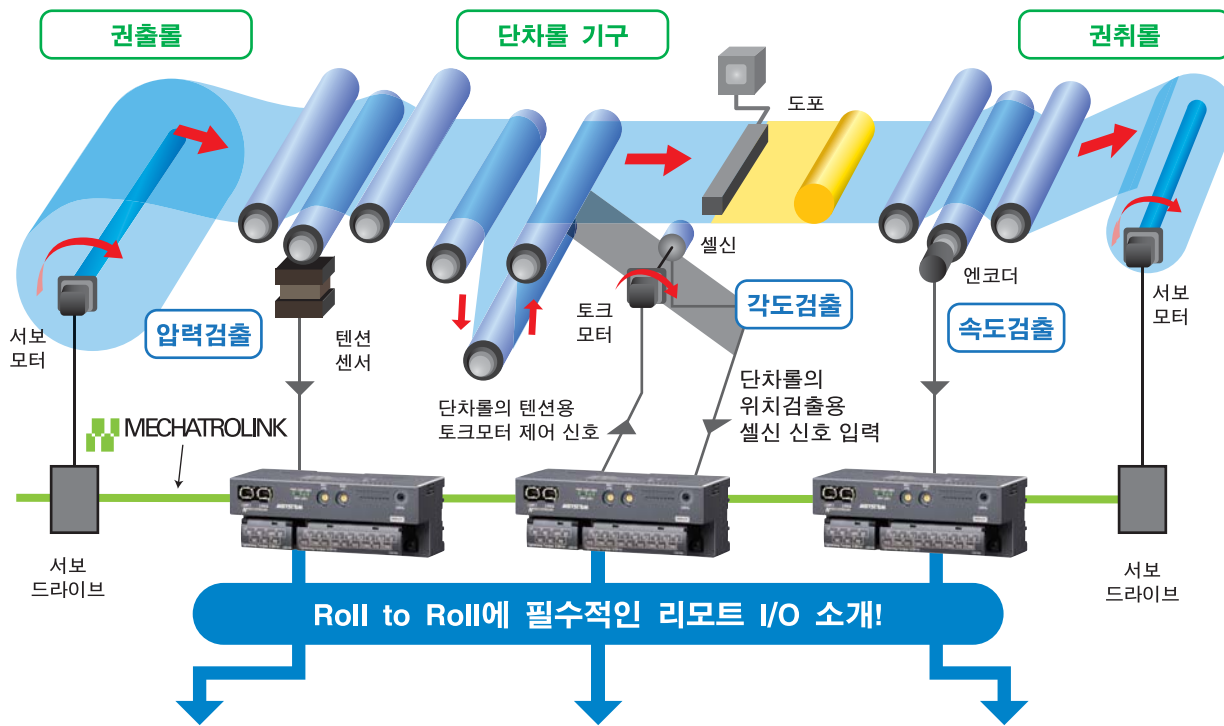 권출롤
단차롤 기구
권취롤
도포
셀신
엔코더
서보
모터
압력검출
텐션
센서
토크
모터
각도검출
속도검출
서보
모터
단차롤의 텐션용
토크모터 제어 신호
단차롤의
위치검출용
셀신 신호 입력
MECHATROLINK
서보
드라이브
서보
드라이브
Roll to Roll에 필수적인 리모트 I/O 소개!